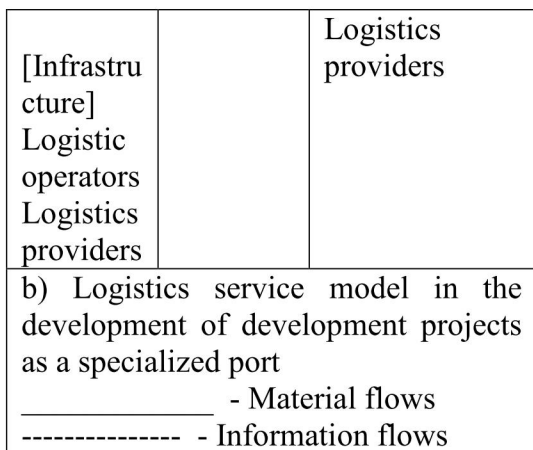 [Infrastru
cture]
Logistic
operators
Logistics
providers
Logistics
providers
b) Logistics service model in the
development of development projects
as a specialized port
______________ - Material flows
--------------- - Information flows